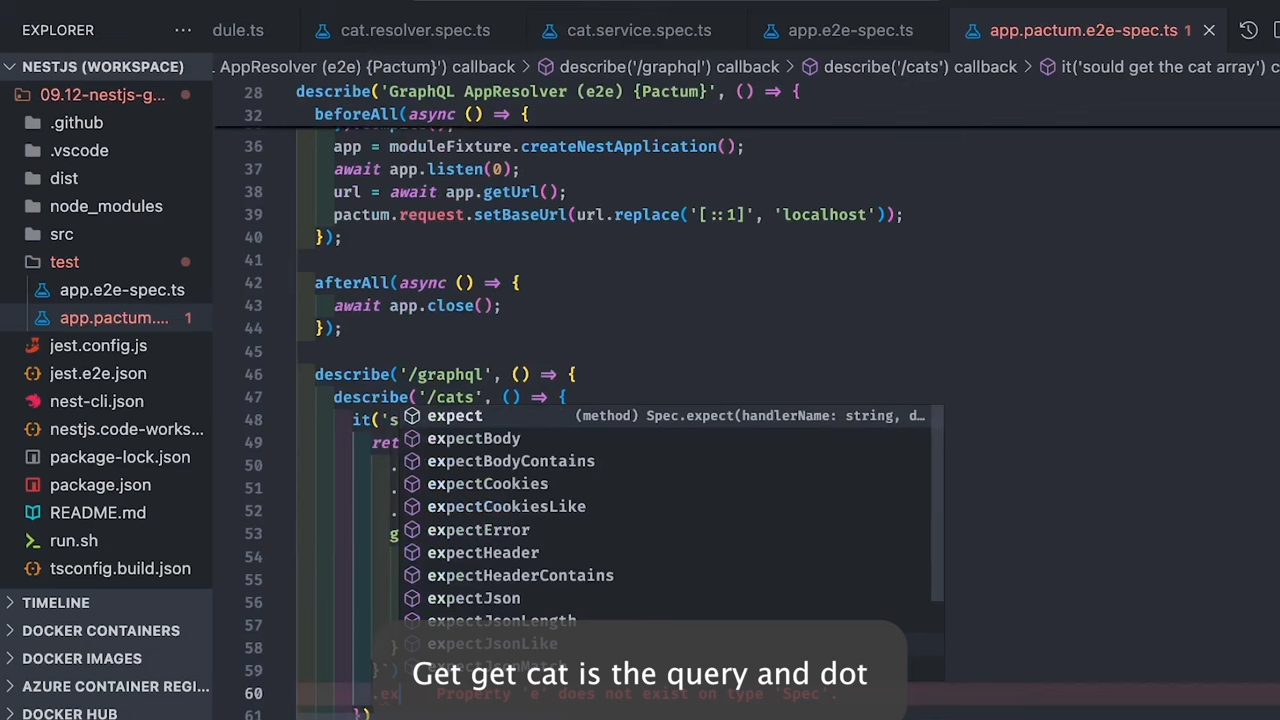 EXPLORER ···
dule.ts cat.resolver.spec.ts cat.service.spec.ts app.e2e-spec.ts app.pactum.e2e-spec.ts 1
NESTJS (WORKSPACE)
AppResolver (e2e) {Pactum}') callback > describe('/graphql') callback > describe('/cats') callback > it('sould get the cat array')
09.12-nestjs-g...
.github
.vscode
dist
node_modules
src
test
app.e2e-spec.ts
app.pactum.... 1
jest.config.js
jest.e2e.json
nest-cli.json
nestjs.code-works...
package-lock.json
package.json
README.md
run.sh
tsconfig.build.json
TIMELINE
DOCKER CONTAINERS
DOCKER IMAGES
AZURE CONTAINER REGI...
DOCKER HUB
28 describe('GraphQL AppResolver (e2e) {Pactum}', () => {
32 beforeAll(async () => {
36 app = moduleFixture.createNestApplication();
37 await app.listen(0);
38 url = await app.getUrl();
39 pactum.request.setBaseUrl(url.replace('[::1]', 'localhost'));
40 });
41
42 afterAll(async () => {
43 await app.close();
44 });
45
46 describe('/graphql', () => {
47 describe('/cats', () => {
48 it('s
49 ret
50 .
51 .
52 .
53 g
54
55
56
57
58 }
59 }`)
60 .ex Property 'e' does not exist on type 'Spec'.
61 })
expect (method) Spec.expect(handlerName: string, d…
expectBody
expectBodyContains
expectCookies
expectCookiesLike
expectError
expectHeader
expectHeaderContains
expectJson
expectJsonLength
expectJsonLike
expectJsonMatch
Get get cat is the query and dot